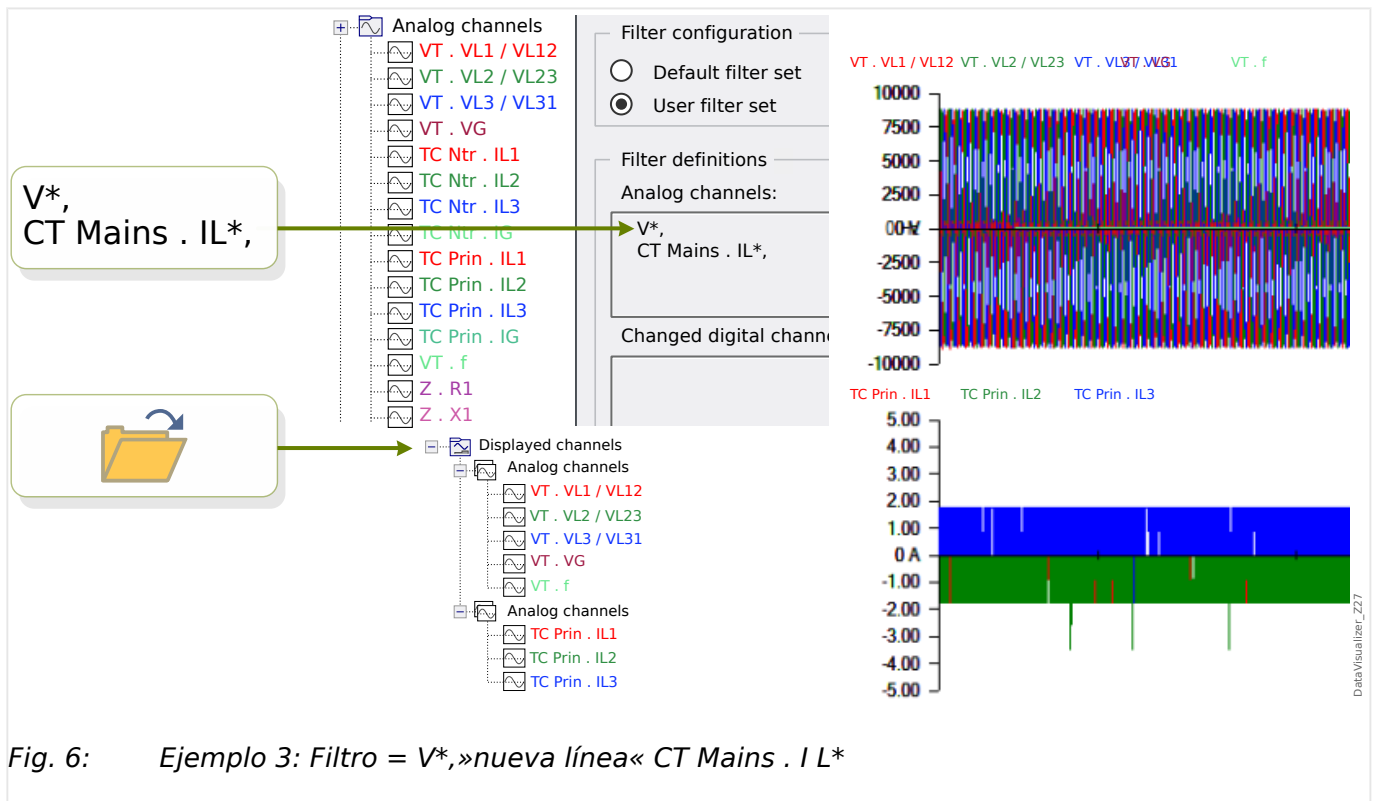 V*,
CT Mains . IL*,
Analog channels
VT . VL1 / VL12
VT . VL2 / VL23
VT . VL3 / VL31
VT . VG
TC Ntr . IL1
TC Ntr . IL2
TC Ntr . IL3
TC Ntr . IG
TC Prin . IL1
TC Prin . IL2
TC Prin . IL3
TC Prin . IG
VT . f
Z . R1
Z . X1
Filter configuration
Default filter set
User filter set
Filter definitions
Analog channels:
V*,
CT Mains . IL*,
Changed digital channe
Displayed channels
Analog channels
VT . VL1 / VL12
VT . VL2 / VL23
VT . VL3 / VL31
VT . VG
VT . f
Analog channels
TC Prin . IL1
TC Prin . IL2
TC Prin . IL3
VT . VL1 / VL12 VT . VL2 / VL23 VT . VL3 / VL31 VT . VG VT . f
10000
7500
5000
2500
-2500
-5000
-7500
-10000
TC Prin . IL1 TC Prin . IL2 TC Prin . IL3
5.00
4.00
3.00
2.00
1.00
0 A
-1.00
-2.00
-3.00
-4.00
-5.00
DataVisualizer_Z27
Fig. 6: Ejemplo 3: Filtro = V*,»nueva línea« CT Mains . I L*